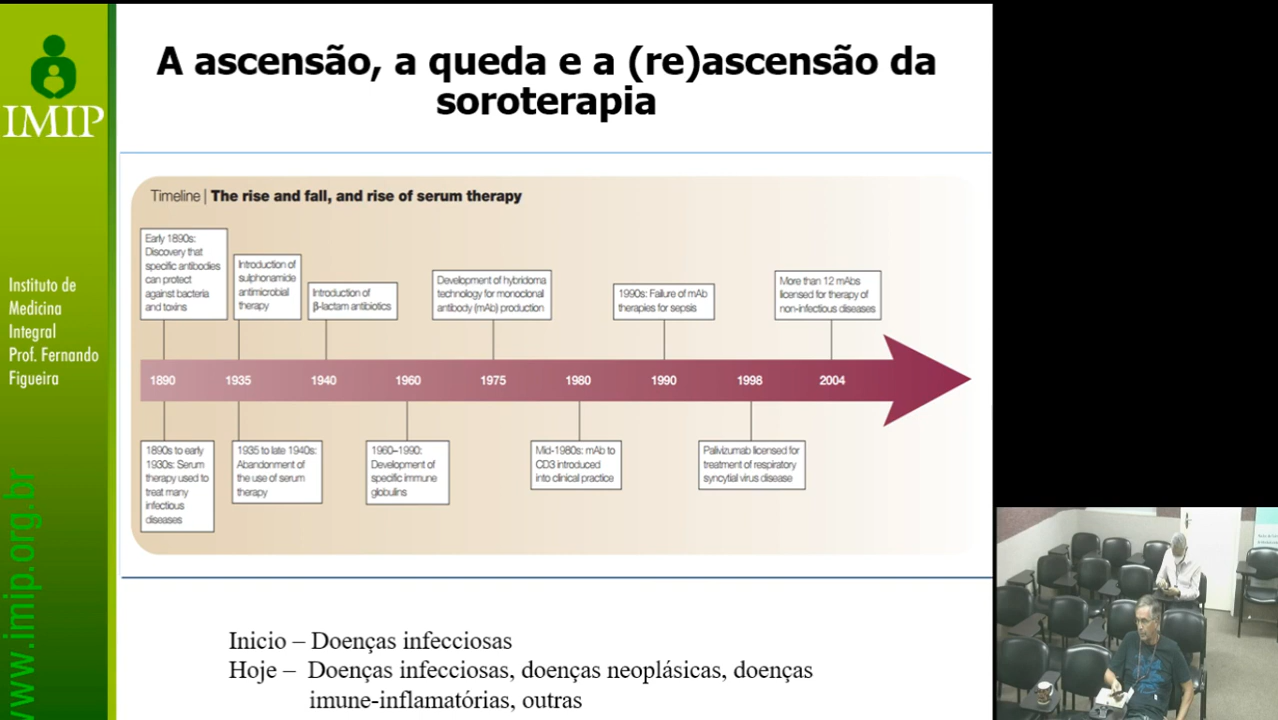 A ascensão, a queda e a (re)ascensão da
soroterapia
IMIP
Instituto de
Medicina
Integral
Prof. Fernando
Figueira
www.imip.org.br
Timeline | The rise and fall, and rise of serum therapy
Early 1890s:
Discovery that
specific antibodies
can protect
against bacteria
and toxins
Introduction of
sulphonamide
antimicrobial
therapy
Introduction of
β-lactam antibiotics
Development of hybridoma
technology for monoclonal
antibody (mAb) production
1990s: Failure of mAb
therapies for sepsis
More than 12 mAbs
licensed for therapy of
non-infectious diseases
1890 1935 1940 1960 1975 1980 1990 1998 2004
1890s to early
1930s: Serum
therapy used to
treat many
infectious
diseases
1935 to late 1940s:
Abandonment of
the use of serum
therapy
1960–1990:
Development of
specific immune
globulins
Mid-1980s: mAb to
CD3 introduced
into clinical practice
Palivizumab licensed for
treatment of respiratory
syncytial virus disease
Inicio – Doenças infecciosas
Hoje – Doenças infecciosas, doenças neoplásicas, doenças
imune-inflamatórias, outras